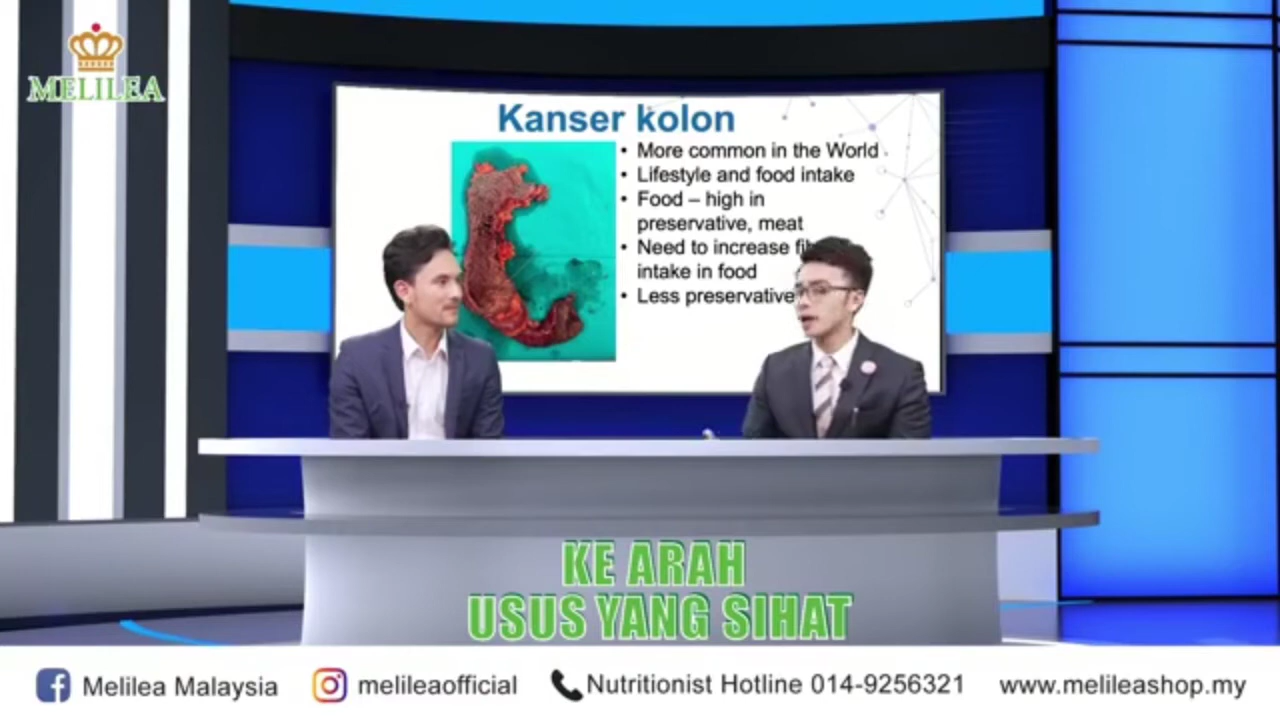 MELILEA
Kanser kolon
• More common in the World
• Lifestyle and food intake
• Food – high in
preservative, meat
• Need to increase
intake in food
• Less preservative
KE ARAH
USUS YANG SIHAT
Melilea Malaysia
melileaofficial
Nutritionist Hotline 014-9256321
www.melileashop.my